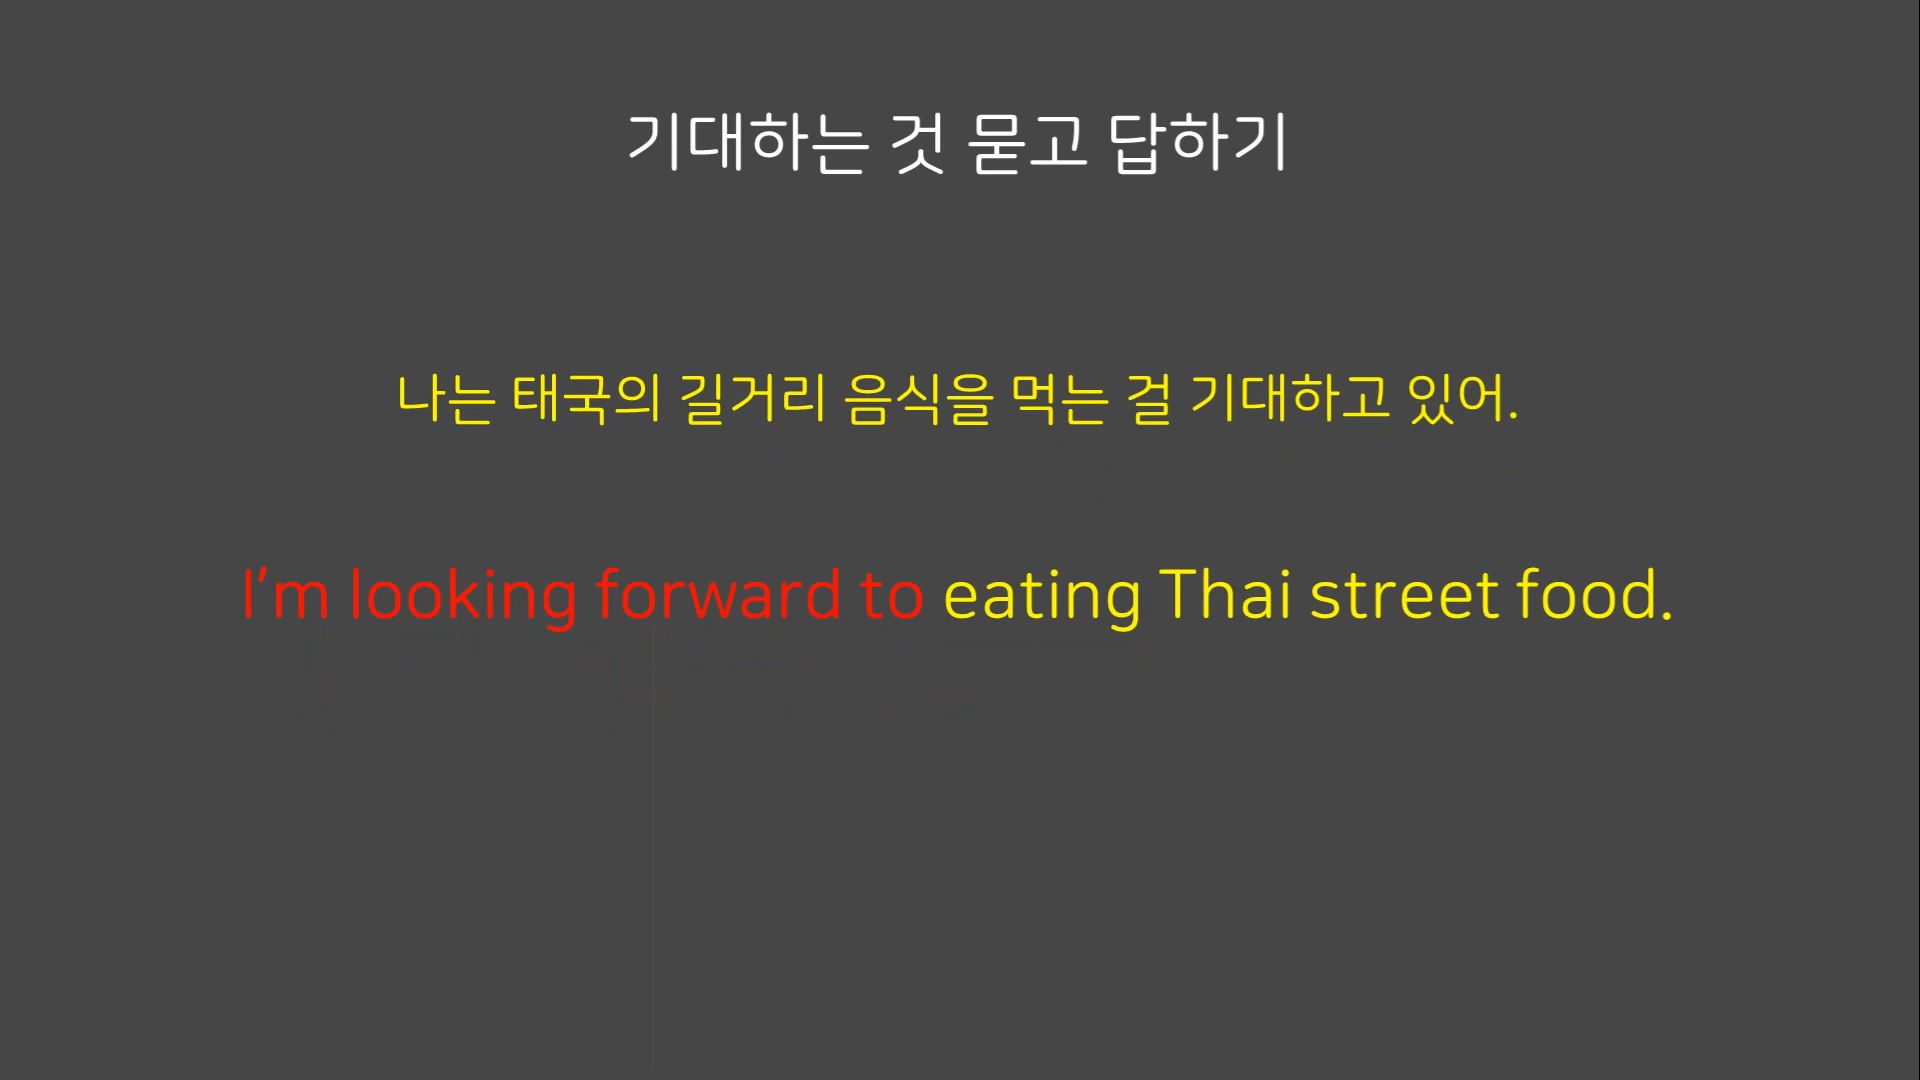 기대하는 것 묻고 답하기
나는 태국의 길거리 음식을 먹는 걸 기대하고 있어.
I'm looking forward to eating Thai street food.